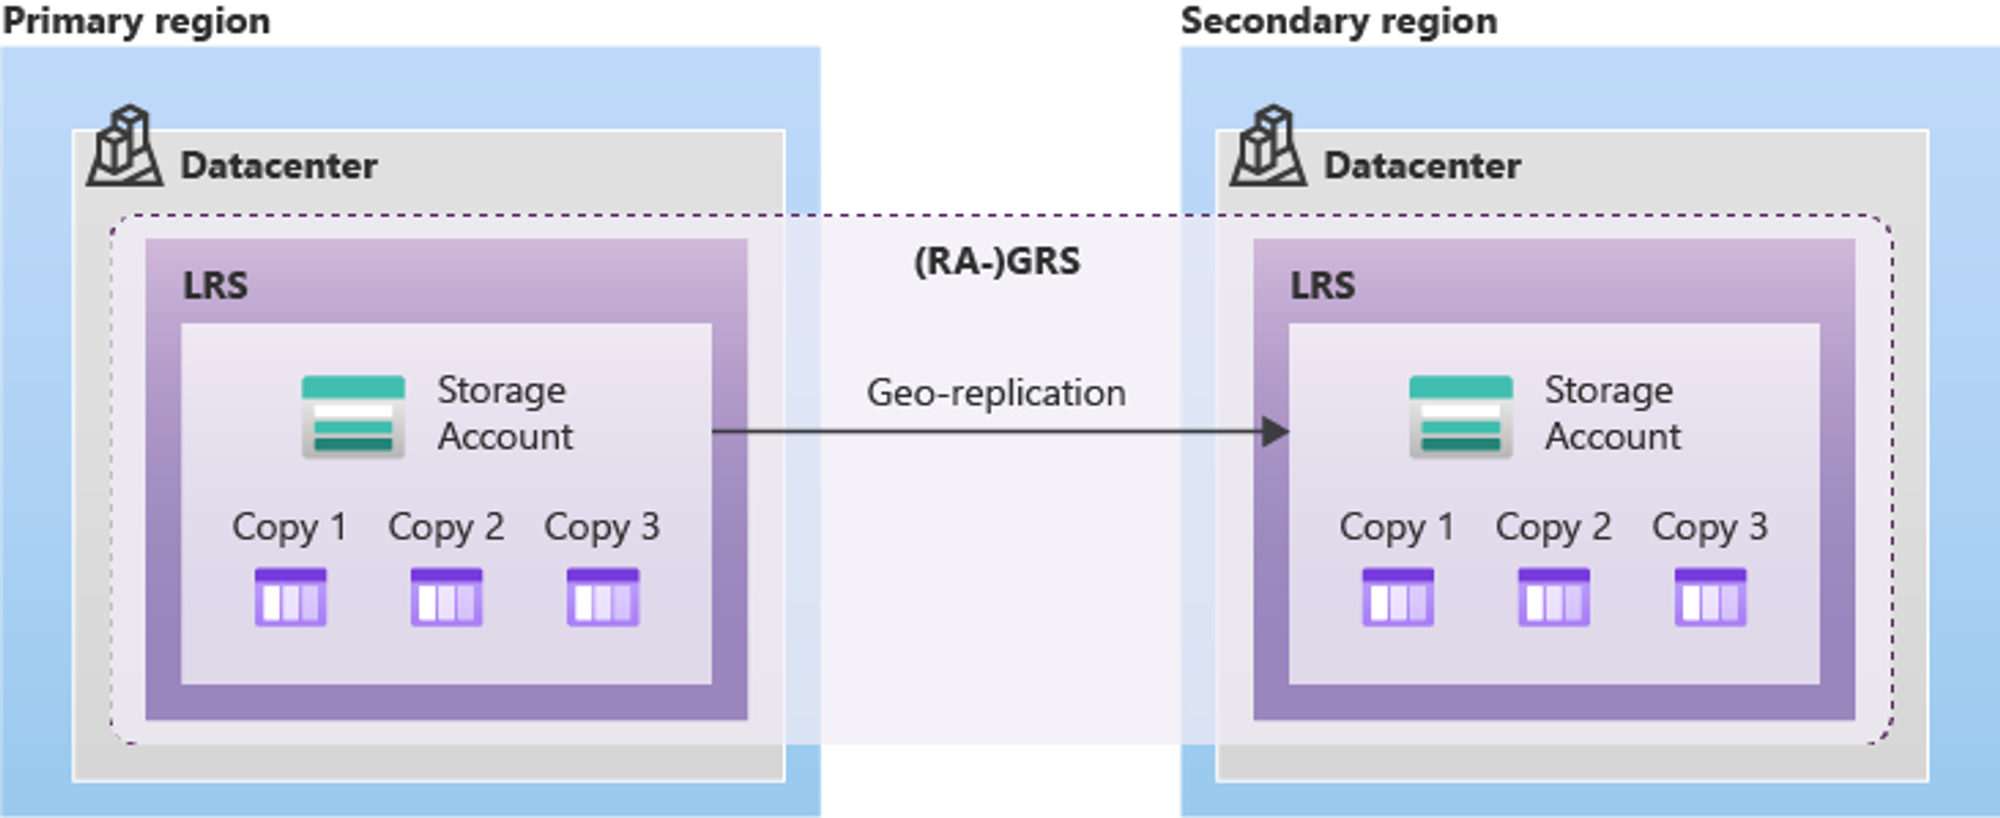 Primary region
Datacenter
LRS
Storage
Account
Copy 1 Copy 2 Copy 3
(RA-)GRS
Geo-replication
Secondary region
Datacenter
LRS
Storage
Account
Copy 1 Copy 2 Copy 3